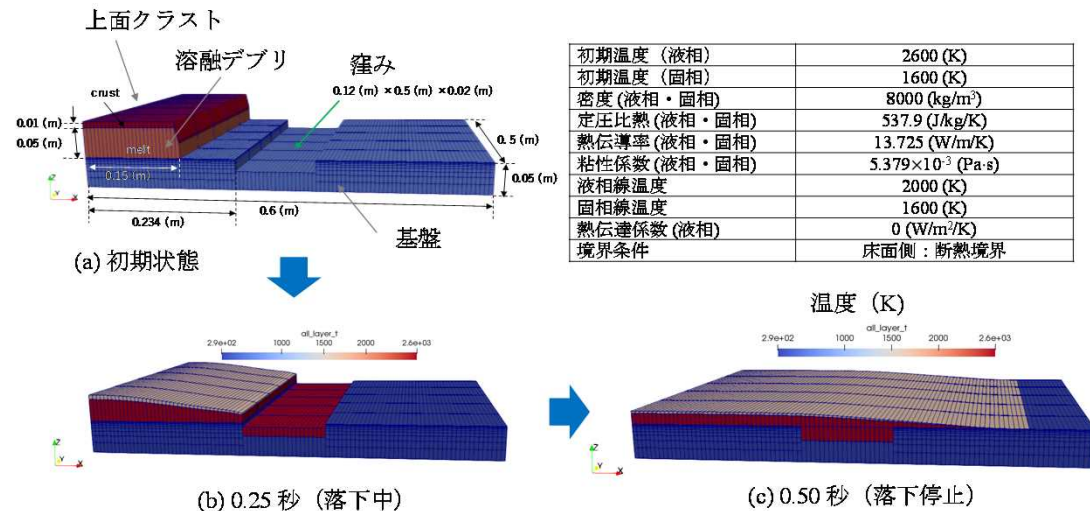 上面クラスト
溶融デブリ
窪み
0.12 (m) ×0.5 (m) ×0.02 (m)
crust
0.01 (m)
0.05 (m)
melt
0.15 (m)
0.5 (m)
0.05 (m)
0.234 (m)
0.6 (m)
基盤
Z
Y
X
(a) 初期状態
初期温度（液相） 2600 (K)
初期温度（固相） 1600 (K)
密度 (液相・固相) 8000 (kg/m³)
定圧比熱 (液相・固相) 537.9 (J/kg/K)
熱伝導率 (液相・固相) 13.725 (W/m/K)
粘性係数 (液相・固相) 5.379×10⁻³ (Pa·s)
液相線温度 2000 (K)
固相線温度 1600 (K)
熱伝達係数 (液相) 0 (W/m²/K)
境界条件 床面側：断熱境界
温度（K)
all_layer_t
2.9e+02 1000 1500 2.6e+03
Z
Y
X
(b) 0.25 秒（落下中）
all_layer_t
2.9e+02 1000 1500 2000 2.6e+03
Z
Y
X
(c) 0.50 秒（落下停止）